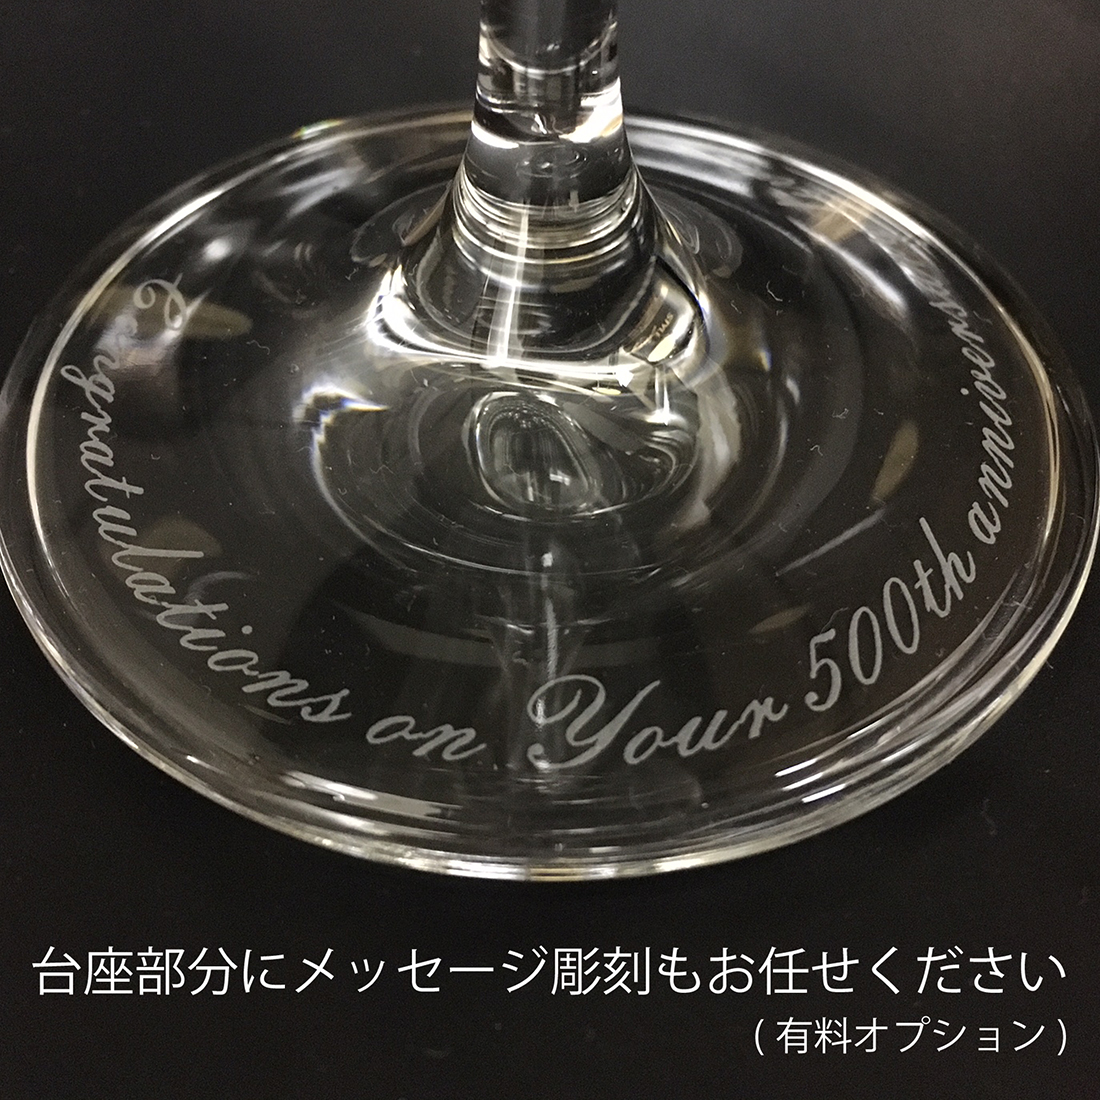 Congratulations on Your 500th anniversary
台座部分にメッセージ彫刻もお任せください
(有料オプション)